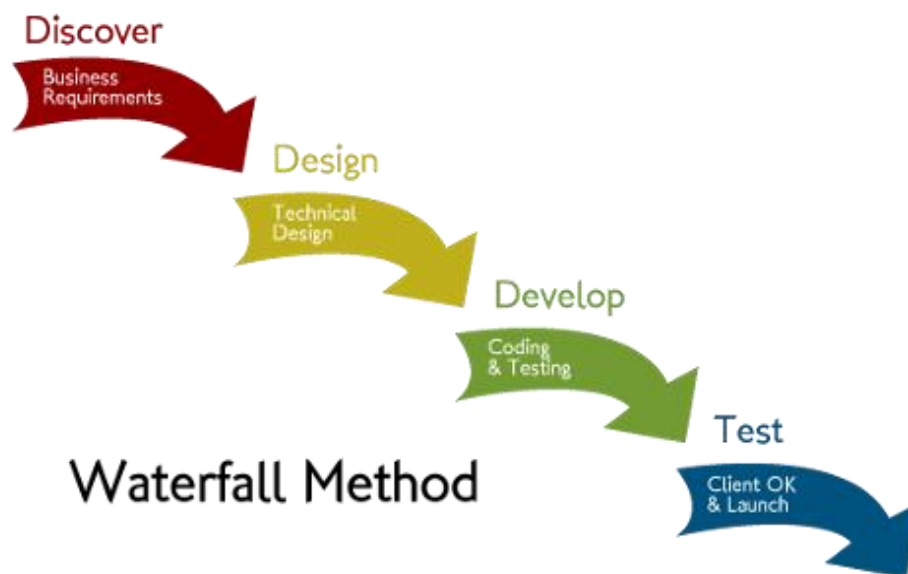 Discover
Business
Requirements
Design
Technical
Design
Develop
Coding
& Testing
Test
Client OK
& Launch
Waterfall Method